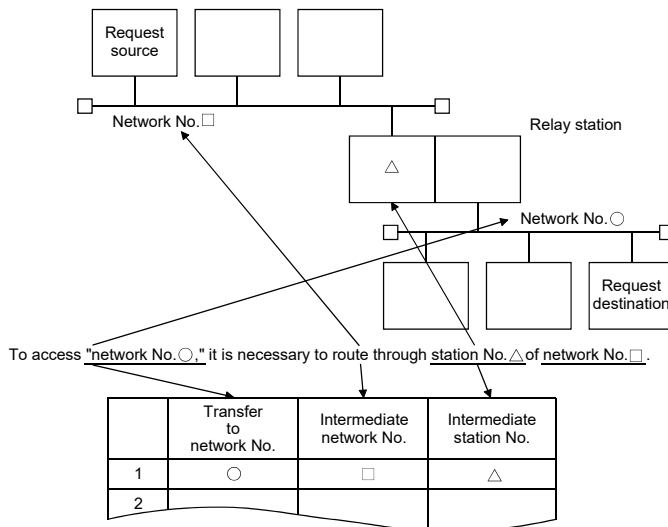 Request
source
Network No.□
Relay station
△
Network No.○
Request
destination
To access "network No.○," it is necessary to route through station No.△ of network No.□.
Transfer
to
network No.
Intermediate
network No.
Intermediate
station No.
1 ○ □ △
2